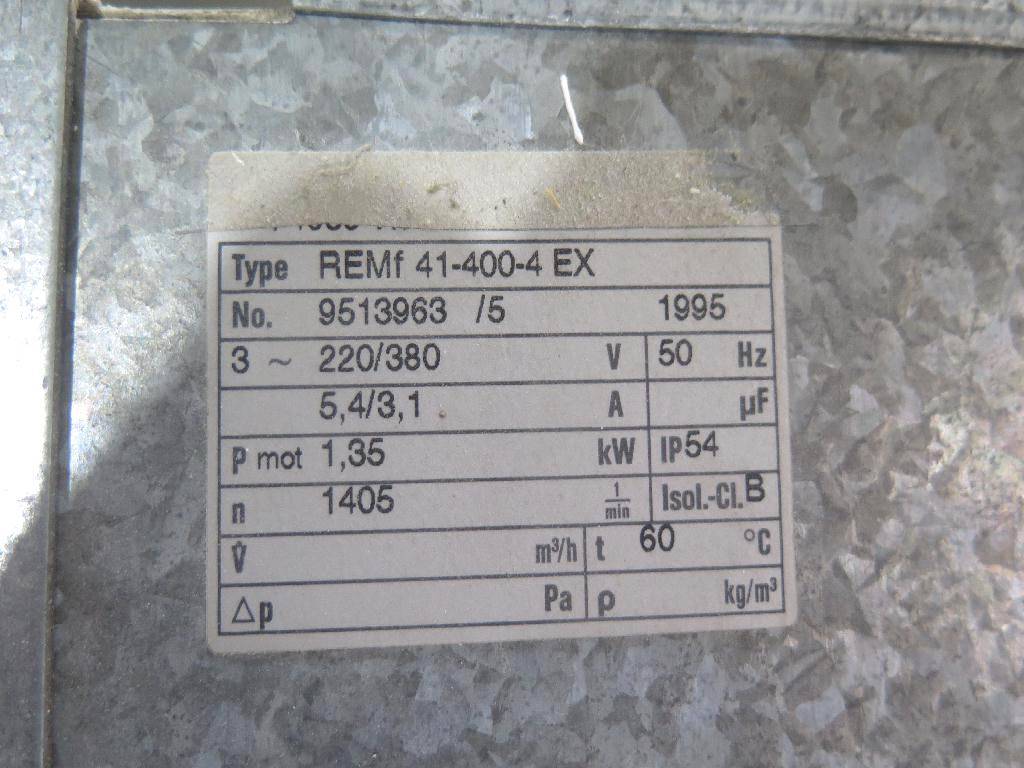 Type REMf 41-400-4 EX
No. 9513963 /5 1995
3 ~ 220/380 V 50 Hz
5,4/3,1 A µF
P mot 1,35 kW IP54
n 1405 1/min Isol.-Cl. B
V̇ m³/h t 60 °C
△p Pa ρ kg/m³